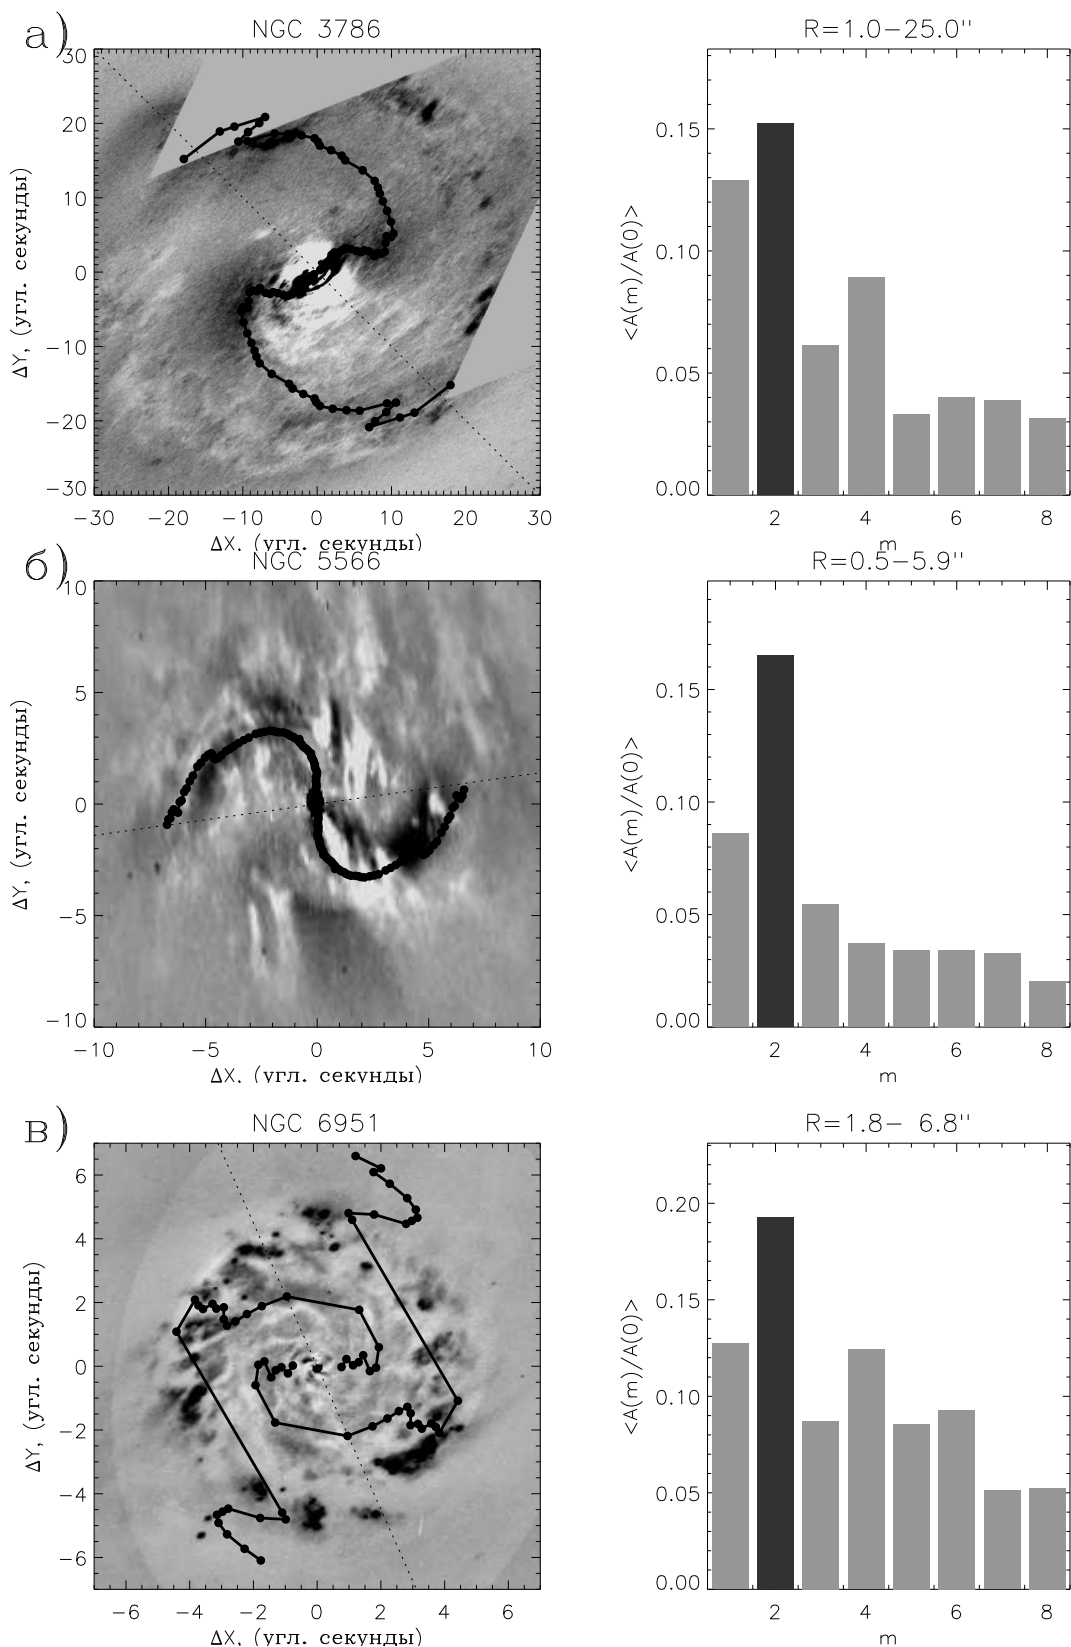 а)
NGC 3786
R=1.0−25.0''
30
20
10
0
−10
−20
−30
ΔY, (угл. секунды)
−30 −20 −10 0 10 20 30
ΔX, (угл. секунды)
<A(m)/A(0)>
0.15
0.10
0.05
0.00
2 4 6 8
m
б)
NGC 5566
R=0.5−5.9''
10
5
0
−5
−10
ΔY, (угл. секунды)
−10 −5 0 5 10
ΔX, (угл. секунды)
<A(m)/A(0)>
0.15
0.10
0.05
0.00
2 4 6 8
m
в)
NGC 6951
R=1.8− 6.8''
6
4
2
0
−2
−4
−6
ΔY, (угл. секунды)
−6 −4 −2 0 2 4 6
ΔX, (угл. секунды)
<A(m)/A(0)>
0.20
0.15
0.10
0.05
0.00
2 4 6 8
m